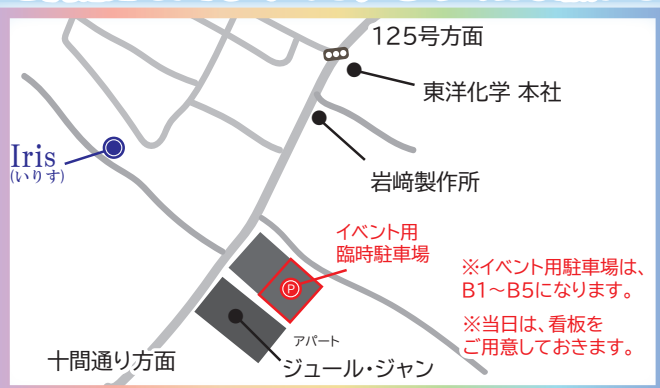 125号方面
東洋化学 本社
Iris
(いりす)
岩﨑製作所
イベント用
臨時駐車場
P
※イベント用駐車場は、
B1～B5になります。
※当日は、看板を
ご用意しておきます。
アパート
ジュール・ジャン
十間通り方面